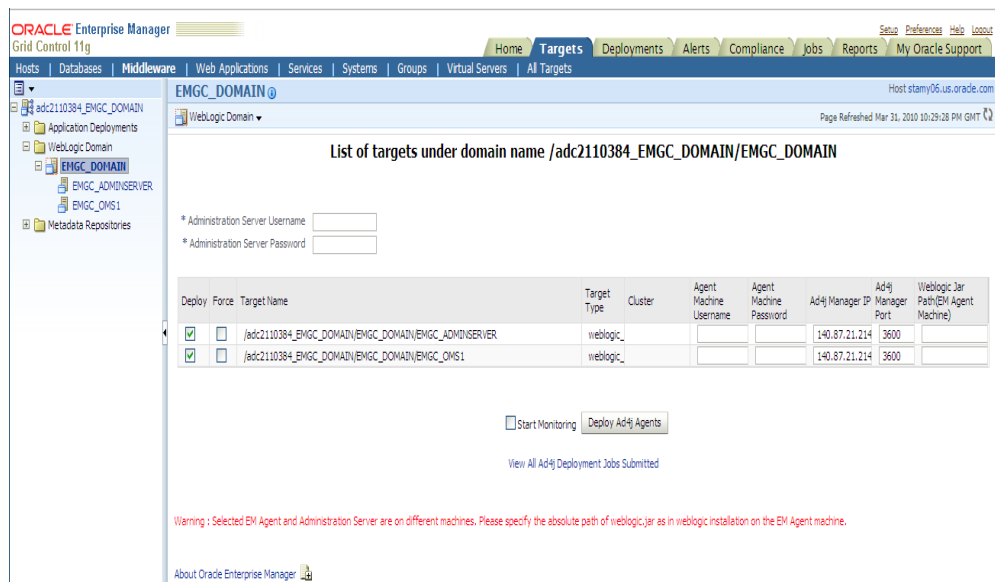 ORACLE Enterprise Manager
Grid Control 11g
Setup Preferences Help Logout
Home Targets Deployments Alerts Compliance Jobs Reports My Oracle Support
Hosts | Databases | Middleware | Web Applications | Services | Systems | Groups | Virtual Servers | All Targets
adc2110384_EMGC_DOMAIN
Application Deployments
WebLogic Domain
EMGC_DOMAIN
EMGC_ADMINSERVER
EMGC_OMS1
Metadata Repositories
EMGC_DOMAIN
Host stamy06.us.oracle.com
WebLogic Domain
Page Refreshed Mar 31, 2010 10:29:28 PM GMT
List of targets under domain name /adc2110384_EMGC_DOMAIN/EMGC_DOMAIN
* Administration Server Username
* Administration Server Password
Deploy Force Target Name Target Type Cluster Agent Machine Username Agent Machine Password Ad4j Manager IP Ad4j Manager Port Weblogic Jar Path(EM Agent Machine)
/adc2110384_EMGC_DOMAIN/EMGC_DOMAIN/EMGC_ADMINSERVER weblogic_ 140.87.21.214 3600
/adc2110384_EMGC_DOMAIN/EMGC_DOMAIN/EMGC_OMS1 weblogic_ 140.87.21.214 3600
Start Monitoring Deploy Ad4j Agents
View All Ad4j Deployment Jobs Submitted
Warning : Selected EM Agent and Administration Server are on different machines. Please specify the absolute path of weblogic.jar as in weblogic installation on the EM Agent machine.
About Oracle Enterprise Manager